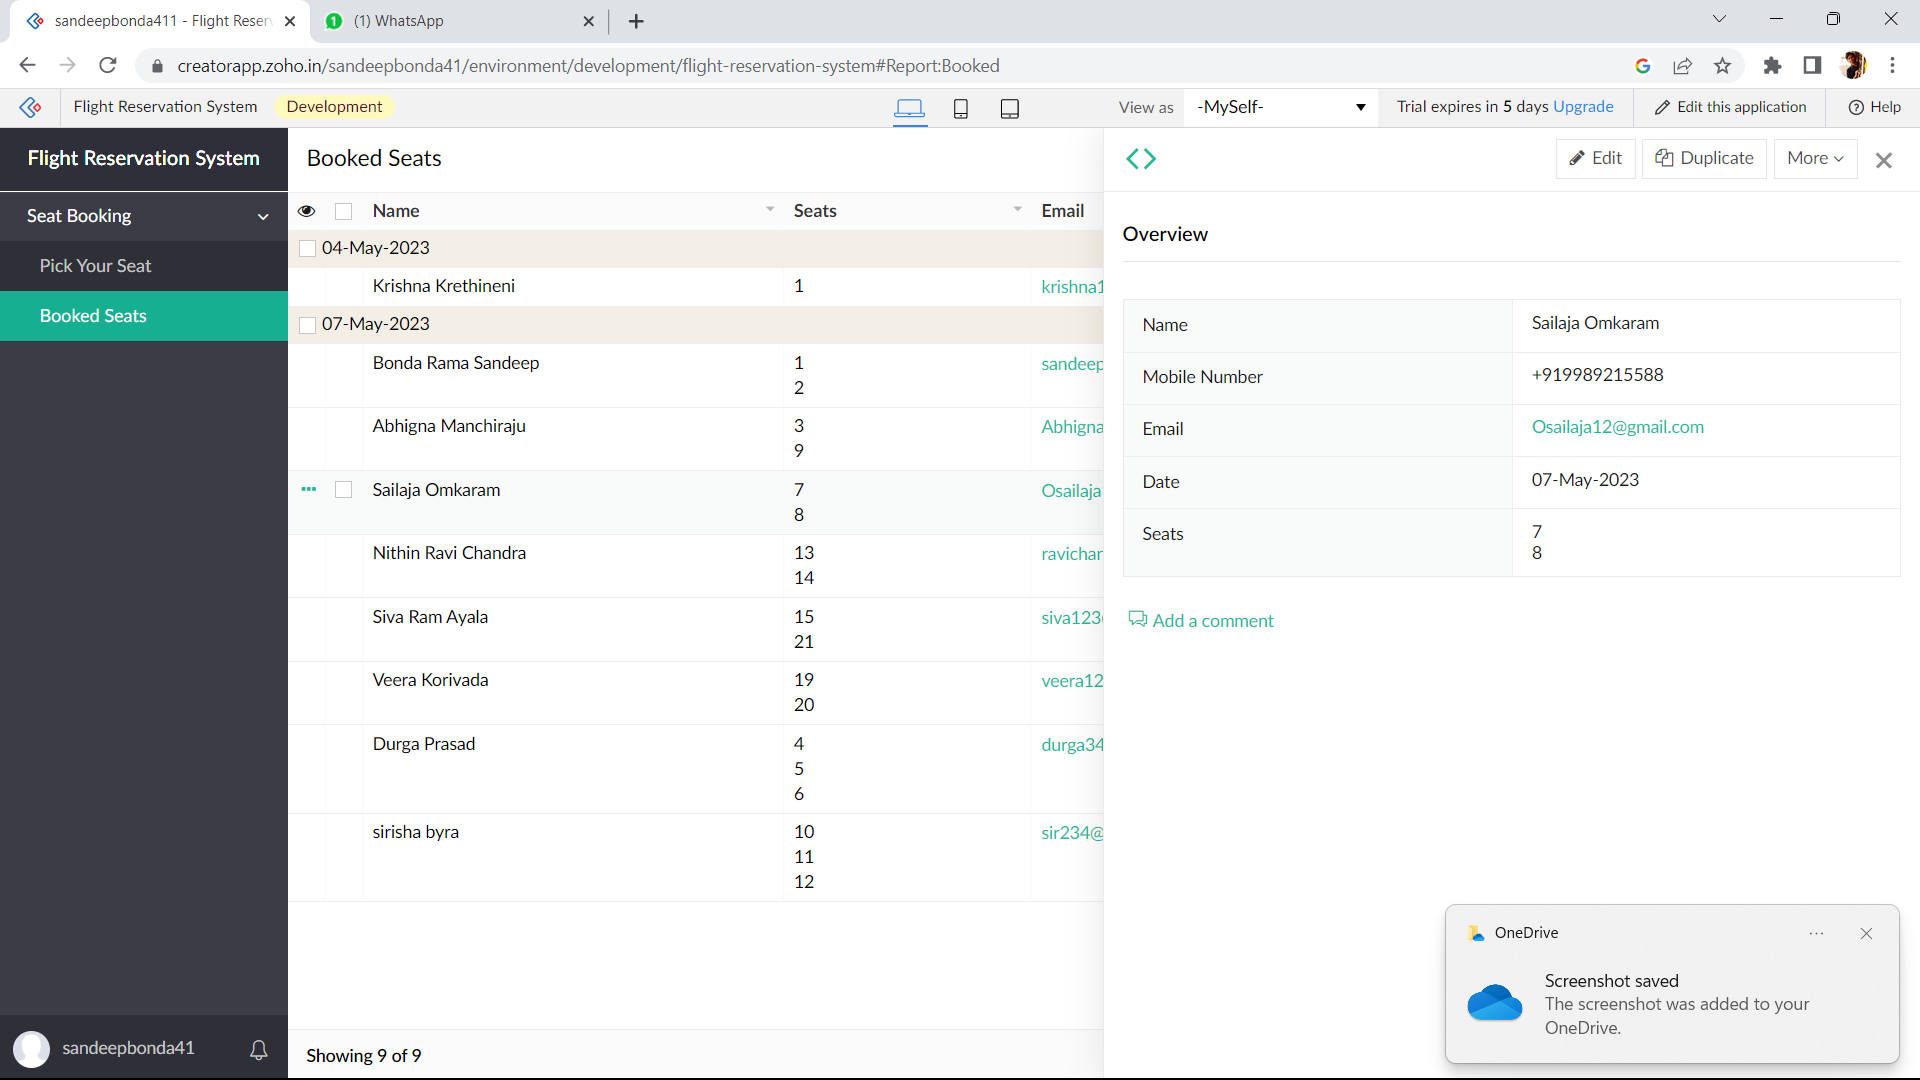 sandeepbonda411 - Flight Reserv
(1) WhatsApp
creatorapp.zoho.in/sandeepbonda41/environment/development/flight-reservation-system#Report:Booked
Flight Reservation System
Development
View as
-MySelf-
Trial expires in 5 days Upgrade
Edit this application
Help
Flight Reservation System
Seat Booking
Pick Your Seat
Booked Seats
sandeepbonda41
Booked Seats
Name Seats Email
04-May-2023
Krishna Krethineni 1 krishna1
07-May-2023
Bonda Rama Sandeep 1 sandeep
2
Abhigna Manchiraju 3 Abhigna
9
Sailaja Omkaram 7 Osailaja
8
Nithin Ravi Chandra 13 ravichar
14
Siva Ram Ayala 15 siva123
21
Veera Korivada 19 veera12
20
Durga Prasad 4 durga34
5
6
sirisha byra 10 sir234@
11
12
Showing 9 of 9
Edit
Duplicate
More
Overview
Name Sailaja Omkaram
Mobile Number +919989215588
Email Osailaja12@gmail.com
Date 07-May-2023
Seats 7
8
Add a comment
OneDrive
Screenshot saved
The screenshot was added to your
OneDrive.